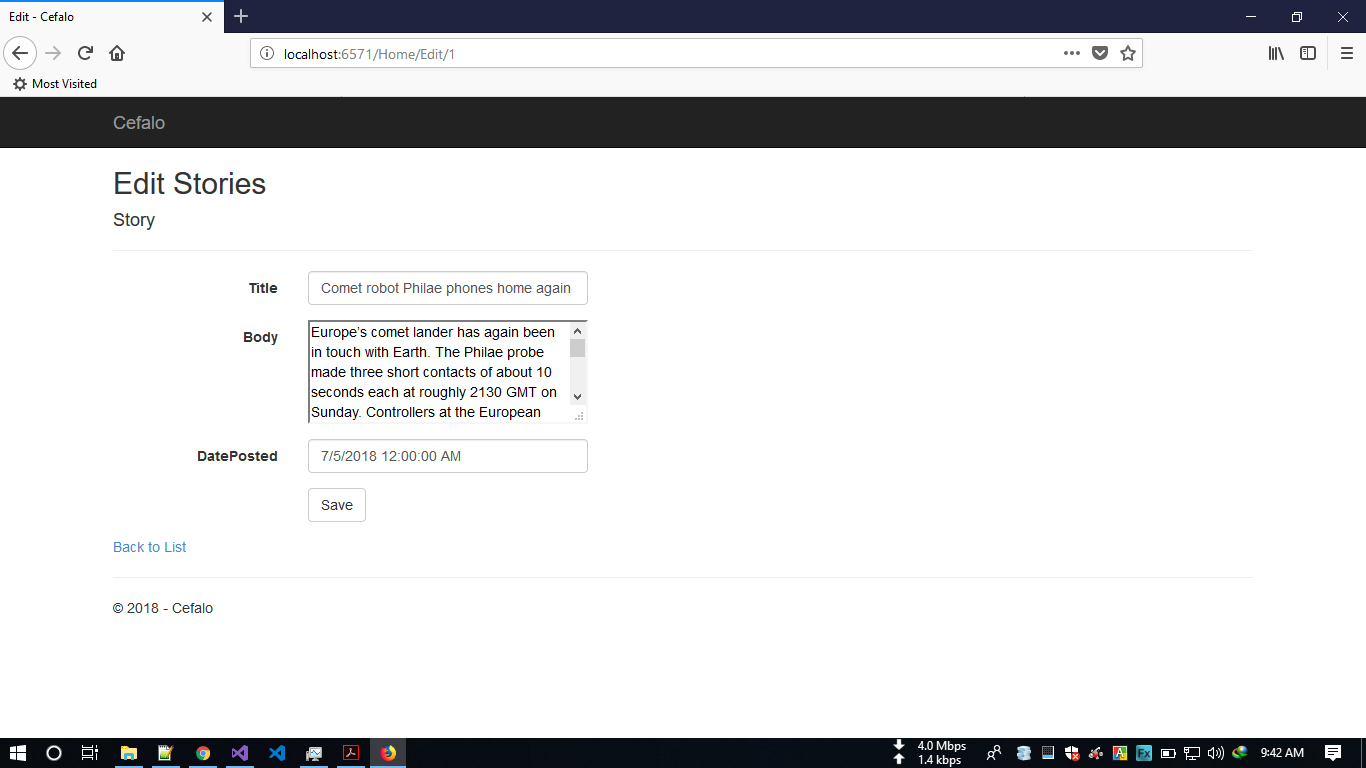 Edit - Cefalo
localhost:6571/Home/Edit/1
Most Visited
Cefalo
Edit Stories
Story
Title
Comet robot Philae phones home again
Body
Europe's comet lander has again been
in touch with Earth. The Philae probe
made three short contacts of about 10
seconds each at roughly 2130 GMT on
Sunday. Controllers at the European
DatePosted
7/5/2018 12:00:00 AM
Save
Back to List
© 2018 - Cefalo
4.0 Mbps
1.4 kbps
Fx
9:42 AM